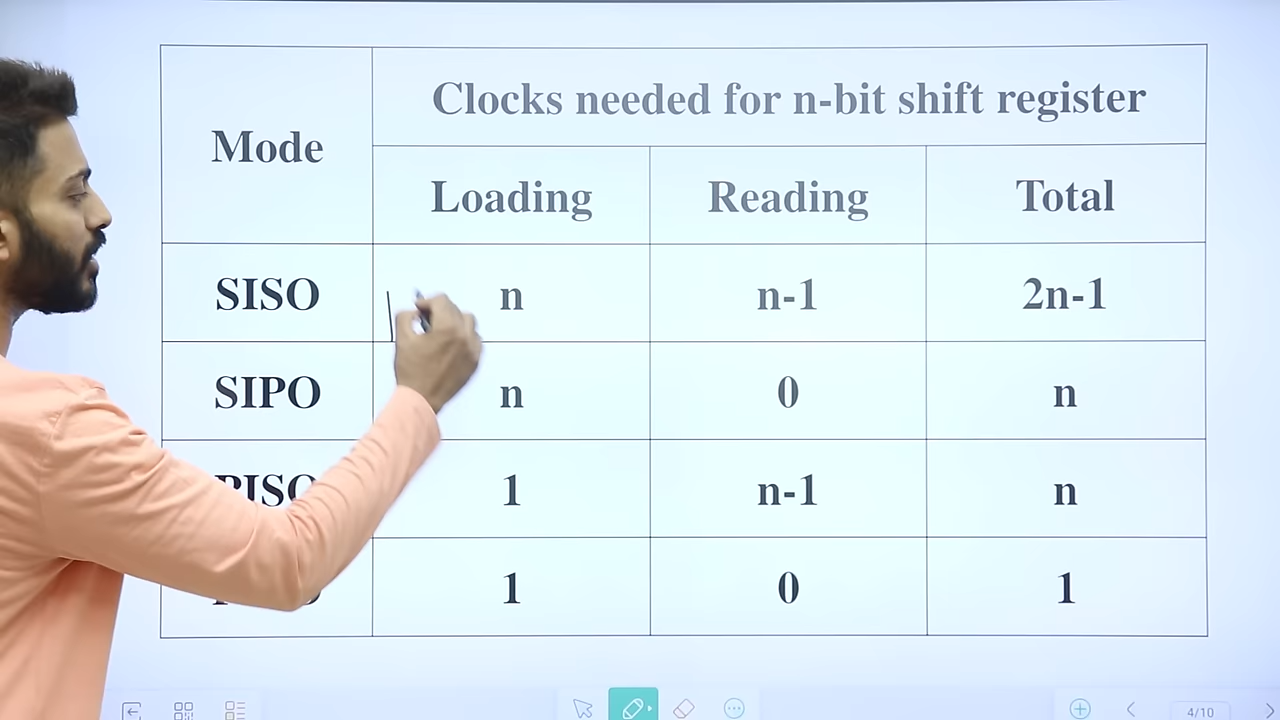 Clocks needed for n-bit shift register
Mode
Loading Reading Total
SISO n n-1 2n-1
SIPO n 0 n
PISO 1 n-1 n
1 0 1
4/10